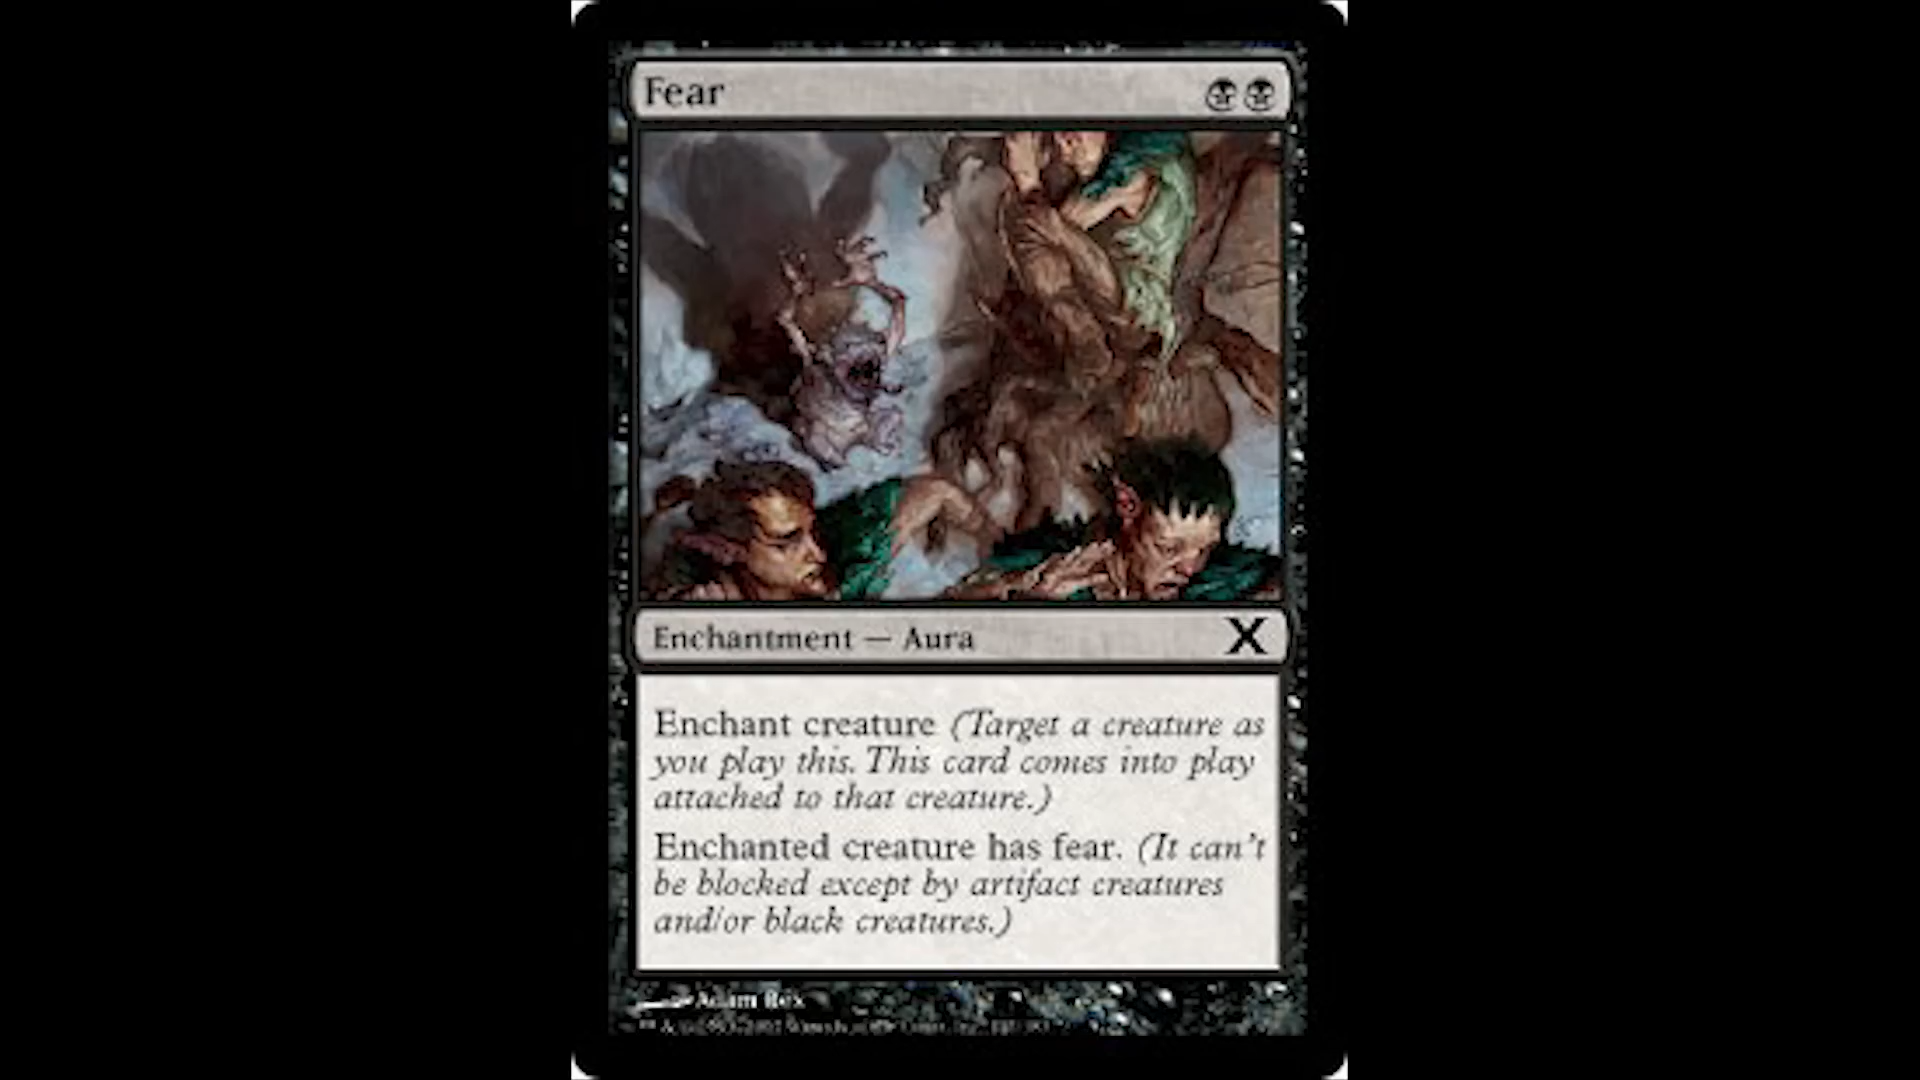 Fear
Enchantment — Aura
X
Enchant creature (Target a creature as
you play this. This card comes into play
attached to that creature.)
Enchanted creature has fear. (It can't
be blocked except by artifact creatures
and/or black creatures.)
Adam Rex